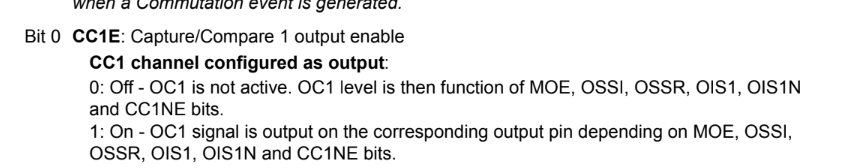 when a Commutation event is generated.
Bit 0 CC1E: Capture/Compare 1 output enable
CC1 channel configured as output:
0: Off - OC1 is not active. OC1 level is then function of MOE, OSSI, OSSR, OIS1, OIS1N
and CC1NE bits.
1: On - OC1 signal is output on the corresponding output pin depending on MOE, OSSI,
OSSR, OIS1, OIS1N and CC1NE bits.